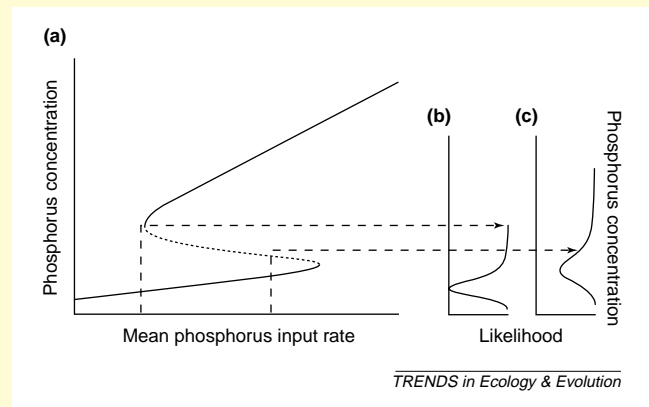 (a)
Phosphorus concentration
Mean phosphorus input rate
(b)
(c)
Phosphorus concentration
Likelihood
TRENDS in Ecology & Evolution